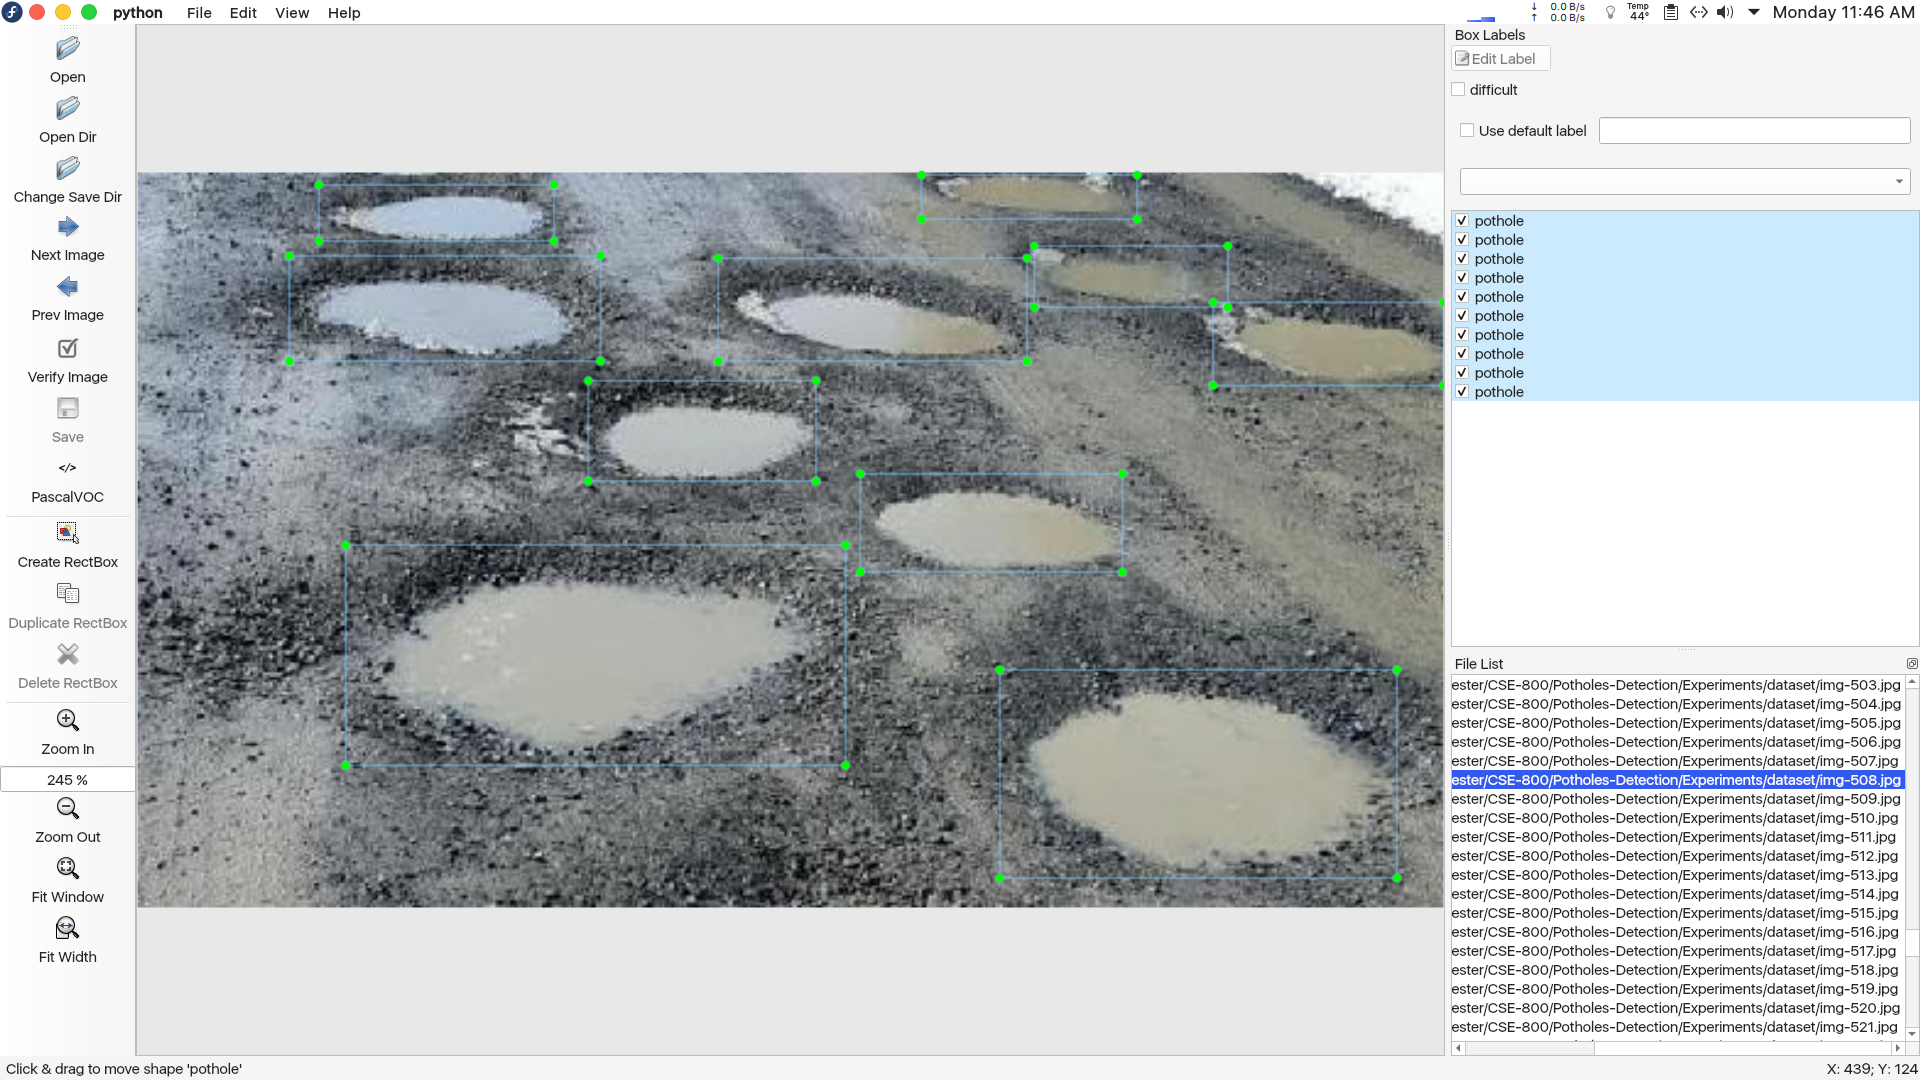 python File Edit View Help
↓ 0.0 B/s
↑ 0.0 B/s
Temp
44°
Monday 11:46 AM
Open
Open Dir
Change Save Dir
Next Image
Prev Image
Verify Image
Save
</>
PascalVOC
Create RectBox
Duplicate RectBox
Delete RectBox
Zoom In
245 %
Zoom Out
Fit Window
Fit Width
Box Labels
Edit Label
difficult
Use default label
pothole
pothole
pothole
pothole
pothole
pothole
pothole
pothole
pothole
pothole
File List
ester/CSE-800/Potholes-Detection/Experiments/dataset/img-503.jpg
ester/CSE-800/Potholes-Detection/Experiments/dataset/img-504.jpg
ester/CSE-800/Potholes-Detection/Experiments/dataset/img-505.jpg
ester/CSE-800/Potholes-Detection/Experiments/dataset/img-506.jpg
ester/CSE-800/Potholes-Detection/Experiments/dataset/img-507.jpg
ester/CSE-800/Potholes-Detection/Experiments/dataset/img-508.jpg
ester/CSE-800/Potholes-Detection/Experiments/dataset/img-509.jpg
ester/CSE-800/Potholes-Detection/Experiments/dataset/img-510.jpg
ester/CSE-800/Potholes-Detection/Experiments/dataset/img-511.jpg
ester/CSE-800/Potholes-Detection/Experiments/dataset/img-512.jpg
ester/CSE-800/Potholes-Detection/Experiments/dataset/img-513.jpg
ester/CSE-800/Potholes-Detection/Experiments/dataset/img-514.jpg
ester/CSE-800/Potholes-Detection/Experiments/dataset/img-515.jpg
ester/CSE-800/Potholes-Detection/Experiments/dataset/img-516.jpg
ester/CSE-800/Potholes-Detection/Experiments/dataset/img-517.jpg
ester/CSE-800/Potholes-Detection/Experiments/dataset/img-518.jpg
ester/CSE-800/Potholes-Detection/Experiments/dataset/img-519.jpg
ester/CSE-800/Potholes-Detection/Experiments/dataset/img-520.jpg
ester/CSE-800/Potholes-Detection/Experiments/dataset/img-521.jpg
Click & drag to move shape 'pothole'
X: 439; Y: 124